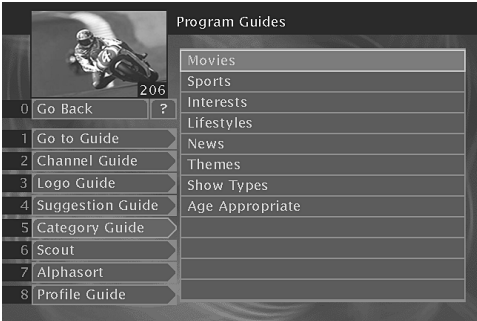 Program Guides
206
0 Go Back ?
1 Go to Guide
2 Channel Guide
3 Logo Guide
4 Suggestion Guide
5 Category Guide
6 Scout
7 Alphasort
8 Profile Guide
Movies
Sports
Interests
Lifestyles
News
Themes
Show Types
Age Appropriate